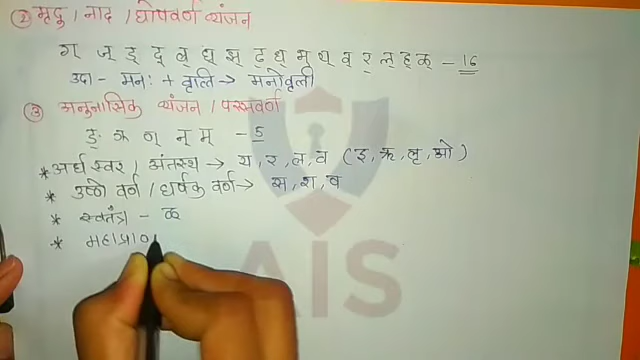 ② मृदु / नाद / घोषवर्ण व्यंजन
ग् ज् ड् द् ब् घ् झ् ढ् ध् भ् य् व् र् ल् ह् ळ् - 16
उदा - मनः + वृत्ति → मनोवृत्ती
③ अनुनासिक व्यंजन / परसवर्ण
ङ् ञ ण् न् म् - 5
* अर्धस्वर / अंतस्थ → य, र, ल, व (इ, ऋ, लृ, ओ)
* उष्मे वर्ण / घर्षक वर्ण → स, श, ष
* स्वतंत्र - ळ
* महाप्राण
AIS